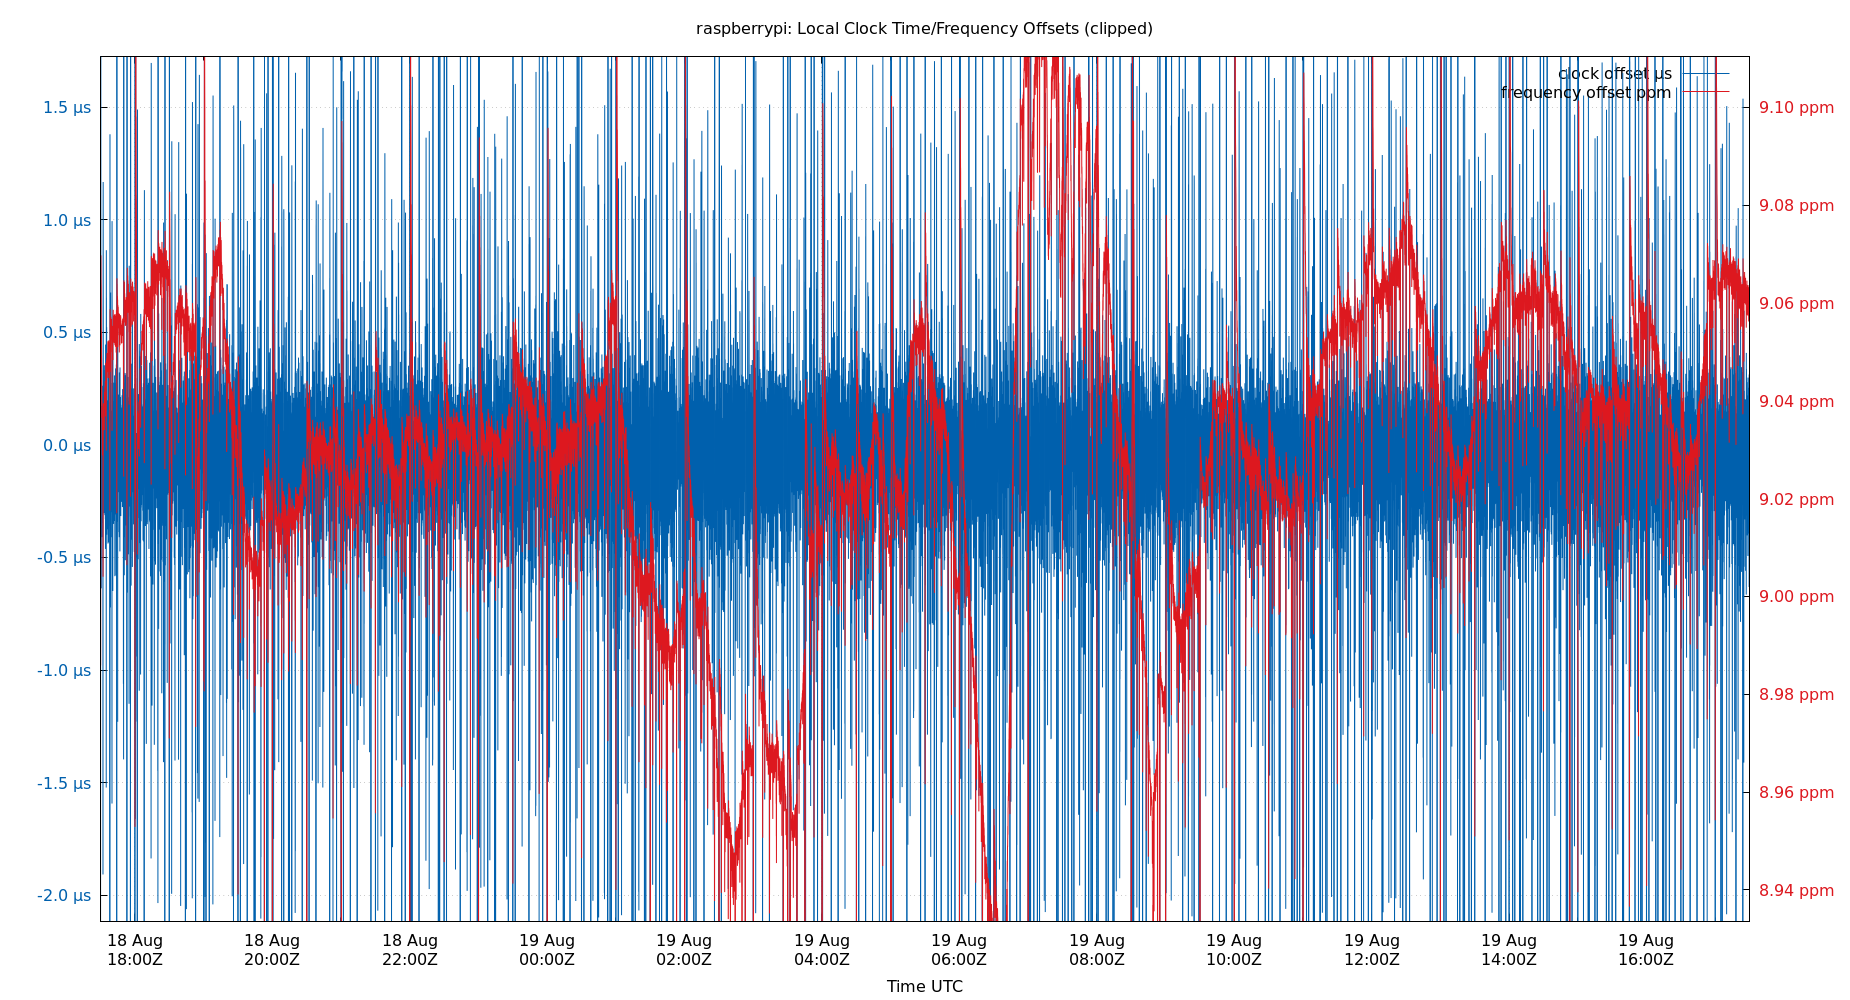 raspberrypi: Local Clock Time/Frequency Offsets (clipped)
clock offset µs
frequency offset ppm
1.5 µs
1.0 µs
0.5 µs
0.0 µs
-0.5 µs
-1.0 µs
-1.5 µs
-2.0 µs
9.10 ppm
9.08 ppm
9.06 ppm
9.04 ppm
9.02 ppm
9.00 ppm
8.98 ppm
8.96 ppm
8.94 ppm
18 Aug 18 Aug 18 Aug 19 Aug 19 Aug 19 Aug 19 Aug 19 Aug 19 Aug 19 Aug 19 Aug 19 Aug
18:00Z 20:00Z 22:00Z 00:00Z 02:00Z 04:00Z 06:00Z 08:00Z 10:00Z 12:00Z 14:00Z 16:00Z
Time UTC